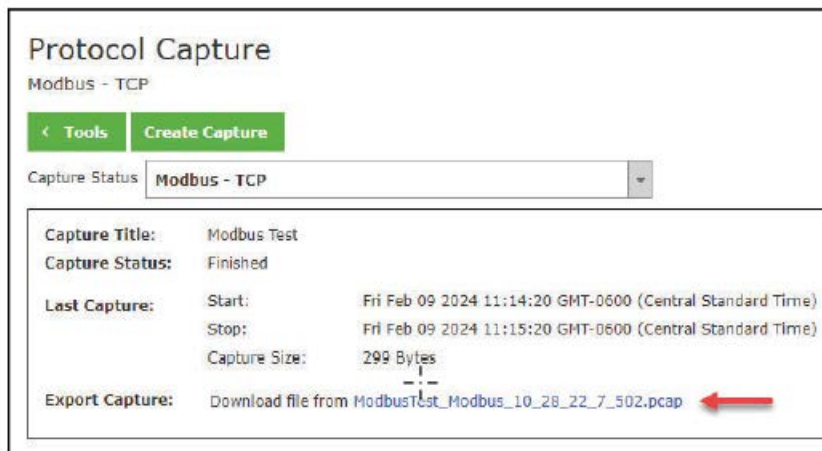 Protocol Capture
Modbus - TCP
< Tools Create Capture
Capture Status Modbus - TCP
Capture Title: Modbus Test
Capture Status: Finished
Last Capture: Start: Fri Feb 09 2024 11:14:20 GMT-0600 (Central Standard Time)
Stop: Fri Feb 09 2024 11:15:20 GMT-0600 (Central Standard Time)
Capture Size: 299 Bytes
Export Capture: Download file from ModbusTest_Modbus_10_28_22_7_502.pcap